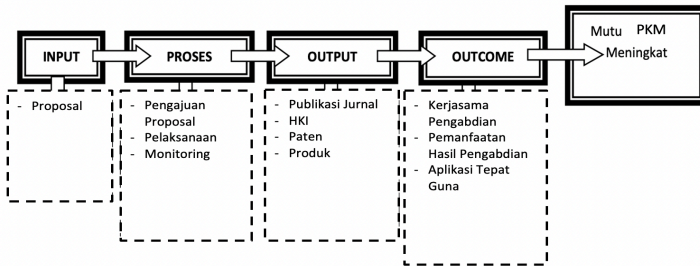 INPUT
PROSES
OUTPUT
OUTCOME
Mutu PKM
Meningkat
- Proposal
- Pengajuan
Proposal
- Pelaksanaan
- Monitoring
- Publikasi Jurnal
- HKI
- Paten
- Produk
- Kerjasama
Pengabdian
- Pemanfaatan
Hasil Pengabdian
- Aplikasi Tepat
Guna